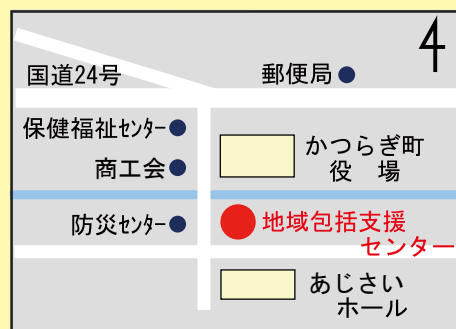 国道24号
郵便局
保健福祉ｾﾝﾀｰ
商工会
かつらぎ町
役　場
防災ｾﾝﾀｰ
地域包括支援
センター
あじさい
ホール